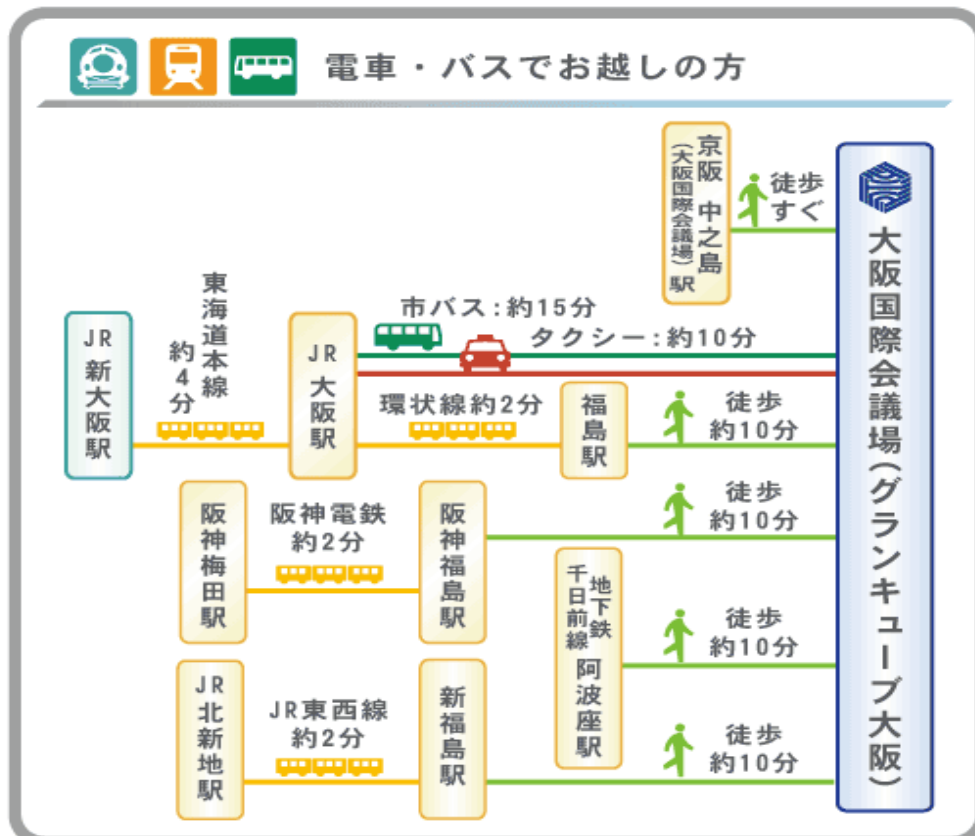 電車・バスでお越しの方
京阪 中之島駅
(大阪国際会議場)
徒歩
すぐ
大阪国際会議場(グランキューブ大阪)
JR 新大阪駅
東海道本線
約4分
JR 大阪駅
市バス:約15分
タクシー:約10分
環状線約2分
福島駅
徒歩
約10分
阪神梅田駅
阪神電鉄
約2分
阪神福島駅
徒歩
約10分
地下鉄
千日前線
阿波座駅
徒歩
約10分
JR 北新地駅
JR東西線
約2分
新福島駅
徒歩
約10分